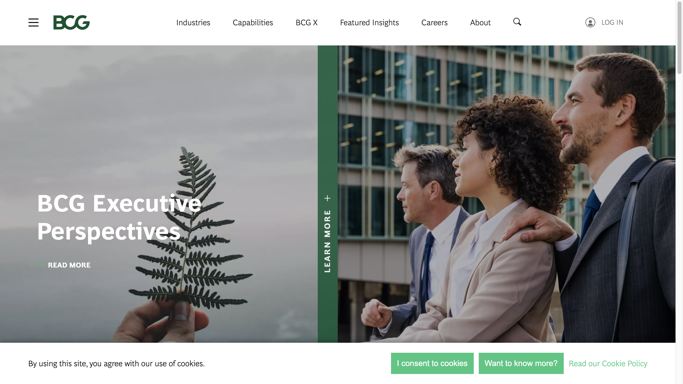 BCG
Industries
Capabilities
BCG X
Featured Insights
Careers
About
LOG IN
BCG Executive
Perspectives
READ MORE
LEARN MORE +
By using this site, you agree with our use of cookies.
I consent to cookies
Want to know more?
Read our Cookie Policy